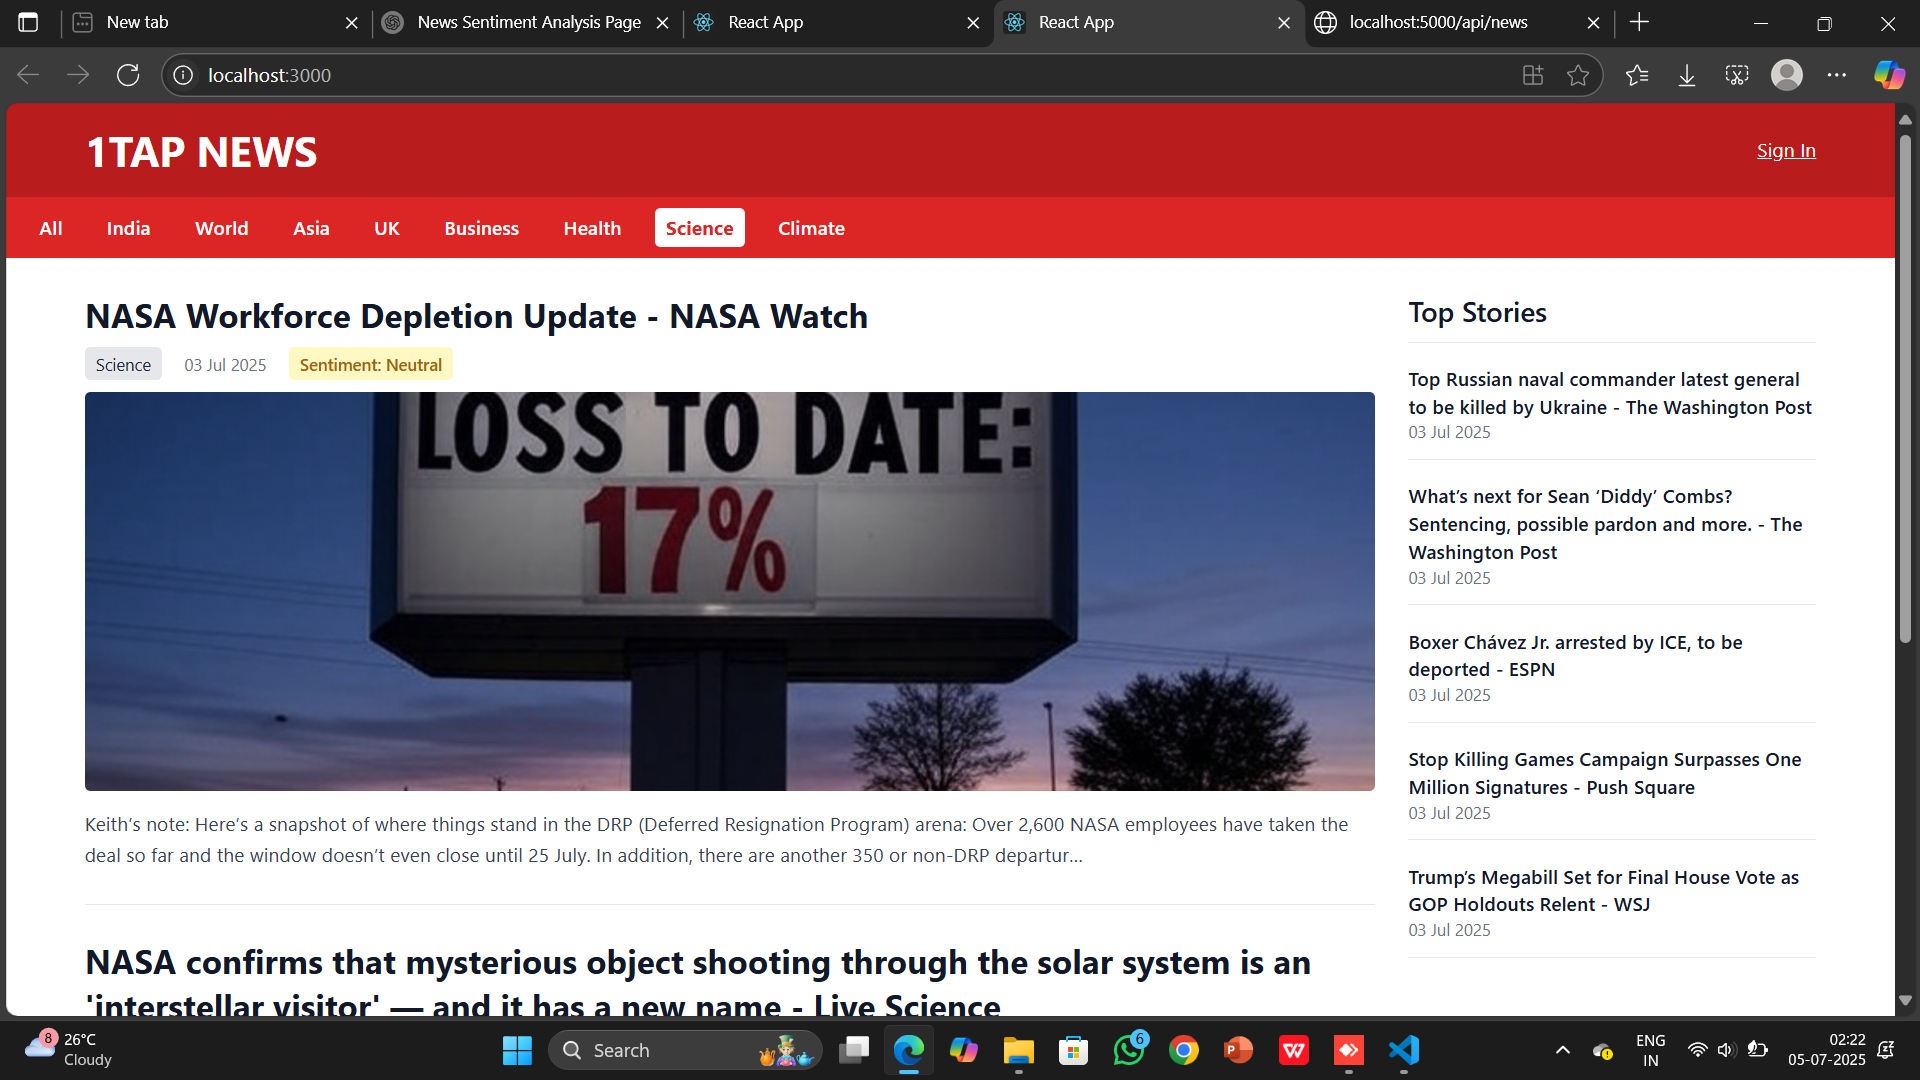 New tab
News Sentiment Analysis Page
React App
React App
localhost:5000/api/news
localhost:3000
1TAP NEWS
Sign In
All
India
World
Asia
UK
Business
Health
Science
Climate
NASA Workforce Depletion Update - NASA Watch
Science
03 Jul 2025
Sentiment: Neutral
LOSS TO DATE:
17%
Keith’s note: Here’s a snapshot of where things stand in the DRP (Deferred Resignation Program) arena: Over 2,600 NASA employees have taken the
deal so far and the window doesn’t even close until 25 July. In addition, there are another 350 or non-DRP departur...
NASA confirms that mysterious object shooting through the solar system is an
'interstellar visitor' — and it has a new name - Live Science
Top Stories
Top Russian naval commander latest general
to be killed by Ukraine - The Washington Post
03 Jul 2025
What’s next for Sean ‘Diddy’ Combs?
Sentencing, possible pardon and more. - The
Washington Post
03 Jul 2025
Boxer Chávez Jr. arrested by ICE, to be
deported - ESPN
03 Jul 2025
Stop Killing Games Campaign Surpasses One
Million Signatures - Push Square
03 Jul 2025
Trump’s Megabill Set for Final House Vote as
GOP Holdouts Relent - WSJ
03 Jul 2025
8
26°C
Cloudy
Search
6
P
W
ENG
IN
02:22
05-07-2025